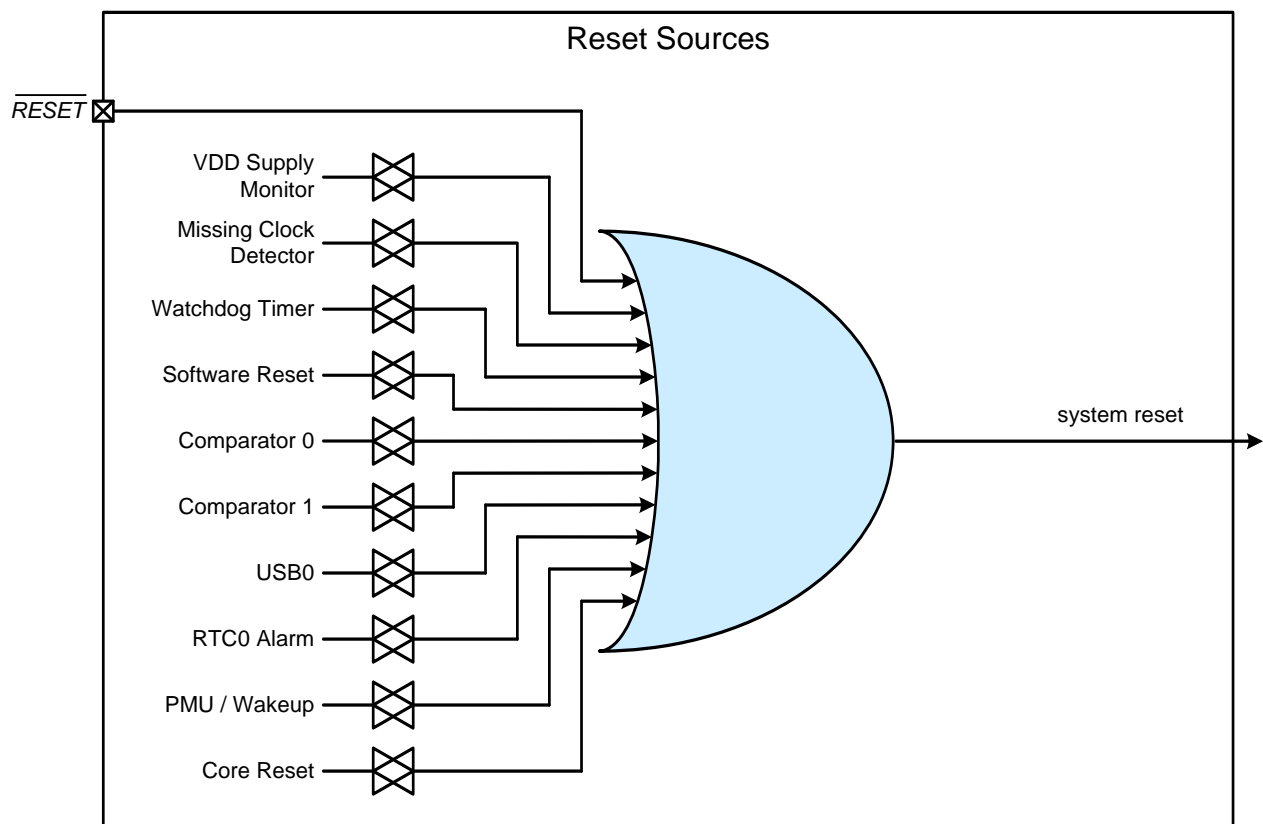 Reset Sources
RESET
VDD Supply
Monitor
Missing Clock
Detector
Watchdog Timer
Software Reset
Comparator 0
system reset
Comparator 1
USB0
RTC0 Alarm
PMU / Wakeup
Core Reset